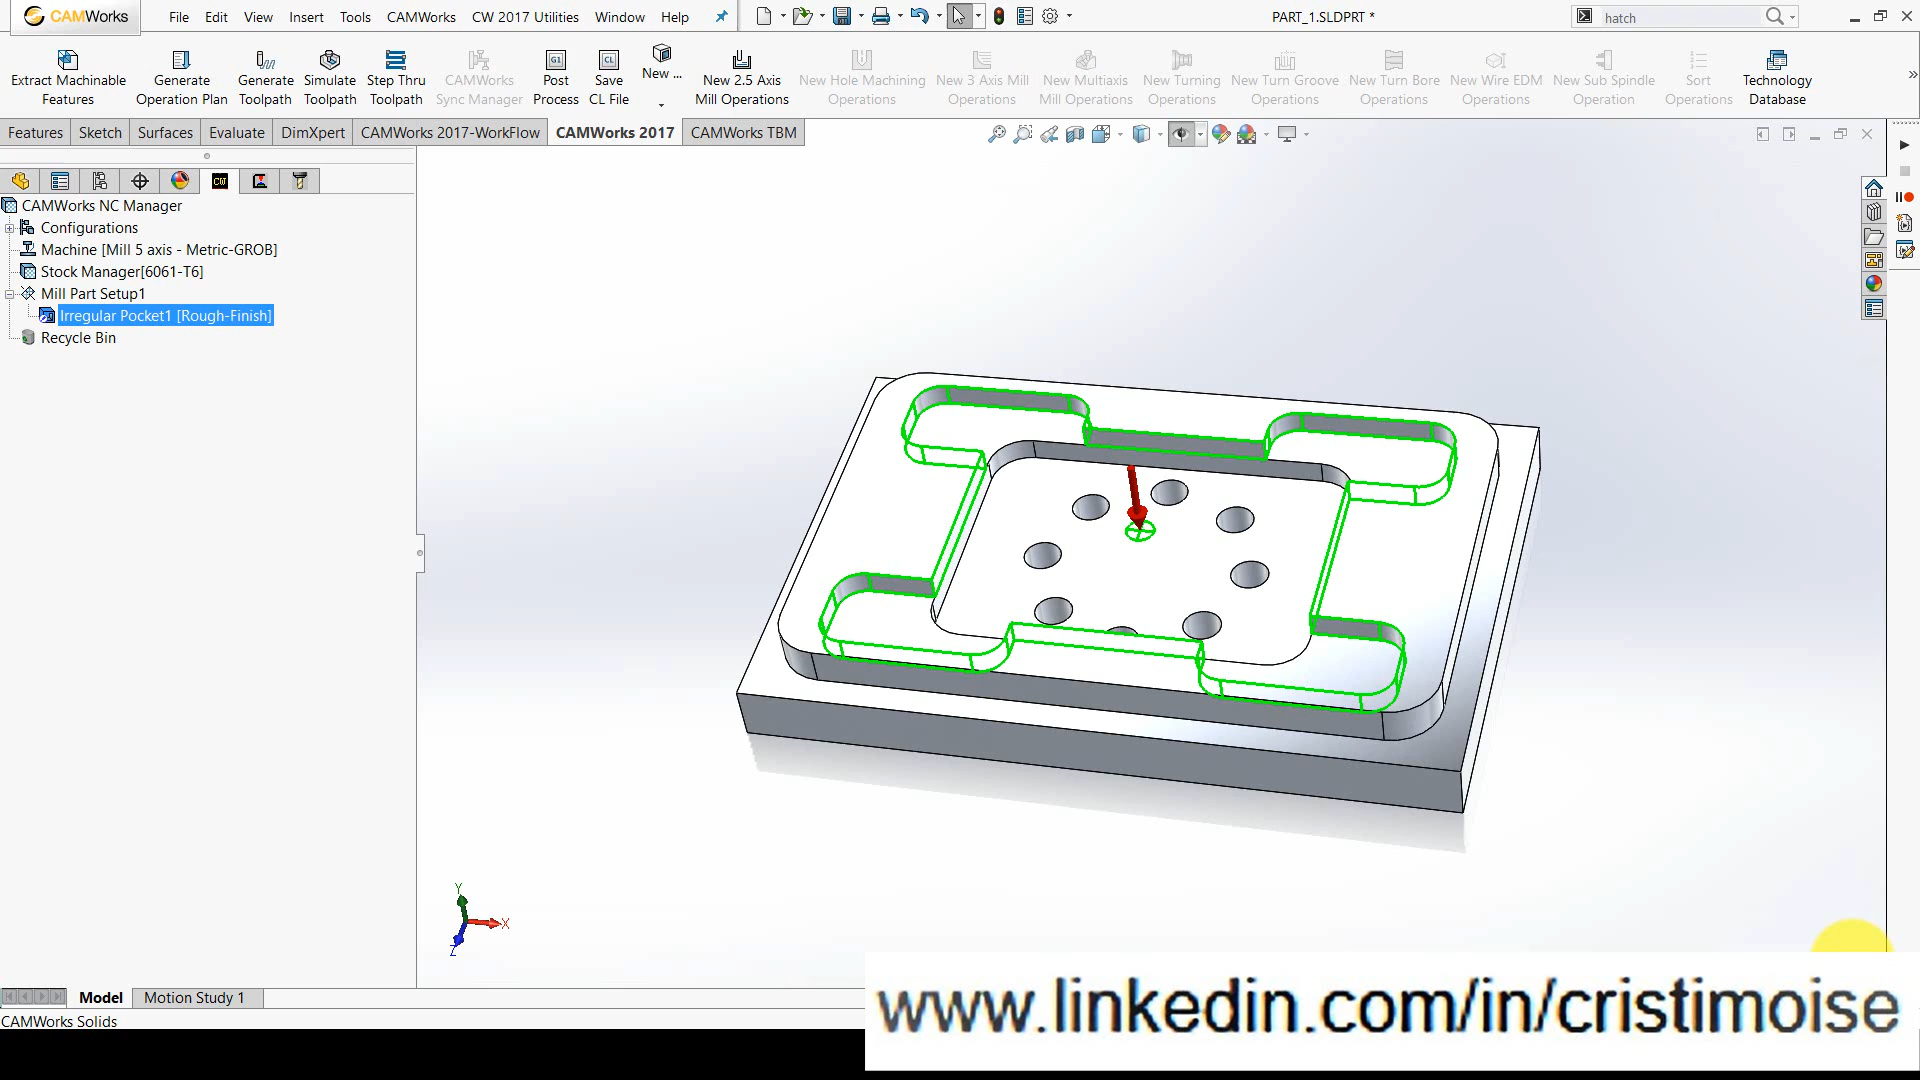 CAMWorks File Edit View Insert Tools CAMWorks CW 2017 Utilities Window Help PART_1.SLDPRT * hatch
Extract Machinable Features
Generate Operation Plan
Generate Toolpath
Simulate Toolpath
Step Thru Toolpath
CAMWorks Sync Manager
G1
Post Process
CL
Save CL File
New ...
New 2.5 Axis Mill Operations
New Hole Machining Operations
New 3 Axis Mill Operations
New Multiaxis Mill Operations
New Turning Operations
New Turn Groove Operations
New Turn Bore Operations
New Wire EDM Operations
New Sub Spindle Operation
Sort Operations
Technology Database
Features Sketch Surfaces Evaluate DimXpert CAMWorks 2017-WorkFlow CAMWorks 2017 CAMWorks TBM
CW
CAMWorks NC Manager
Configurations
Machine [Mill 5 axis - Metric-GROB]
Stock Manager[6061-T6]
Mill Part Setup1
Irregular Pocket1 [Rough-Finish]
Recycle Bin
Y
X
Z
Model Motion Study 1
CAMWorks Solids
www.linkedin.com/in/cristimoise